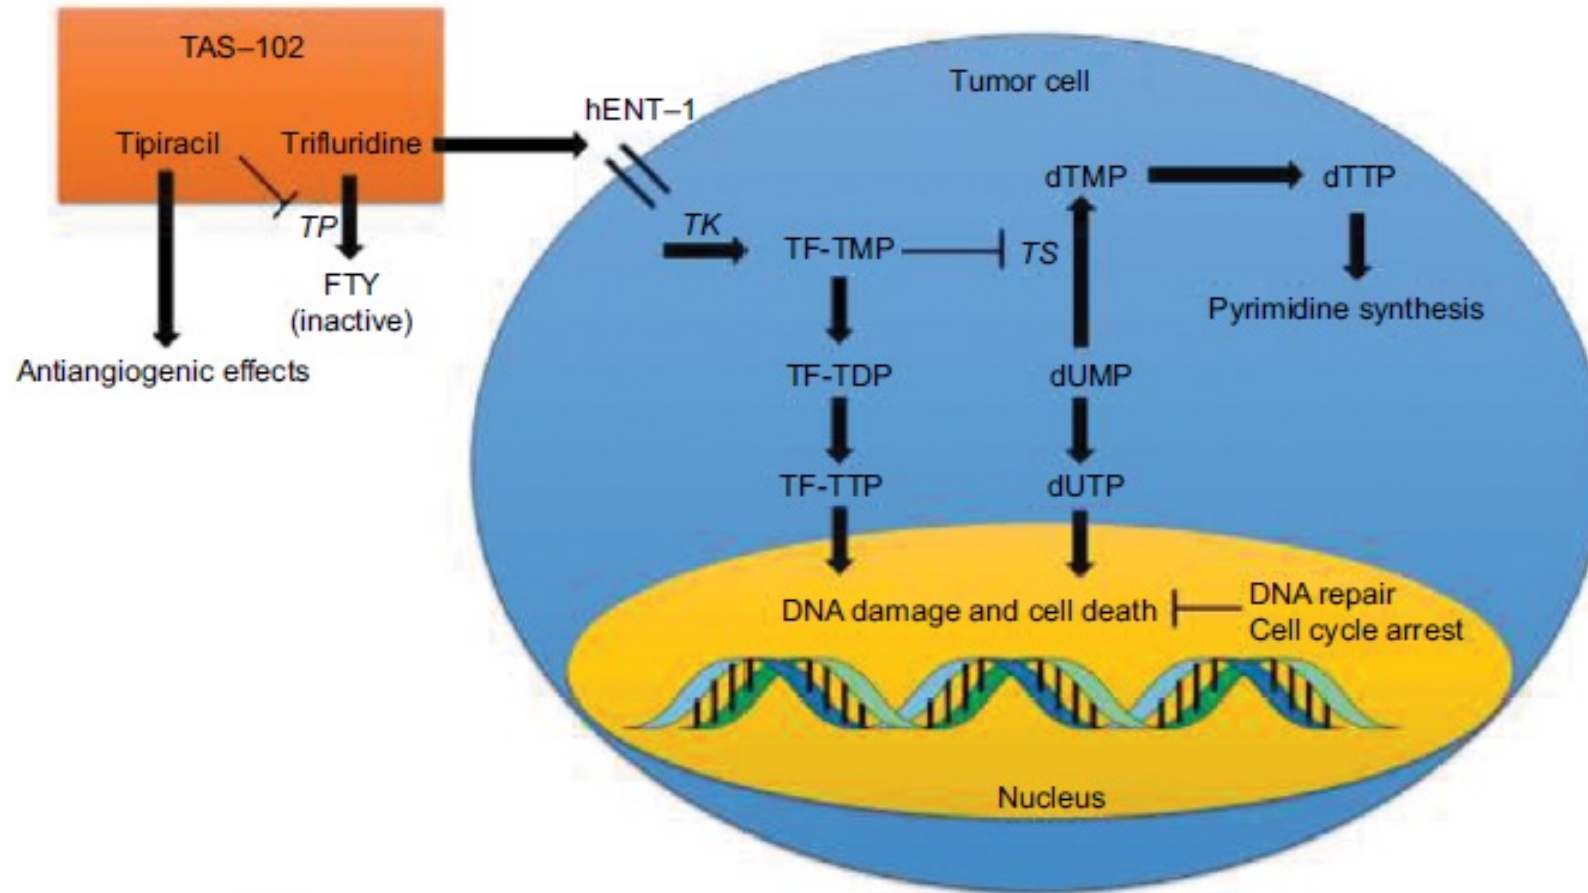 TAS–102
Tipiracil
Trifluridine
TP
FTY
(inactive)
Antiangiogenic effects
hENT–1
Tumor cell
TK
TF-TMP
TS
dTMP
dTTP
Pyrimidine synthesis
TF-TDP
dUMP
TF-TTP
dUTP
DNA damage and cell death
DNA repair
Cell cycle arrest
Nucleus